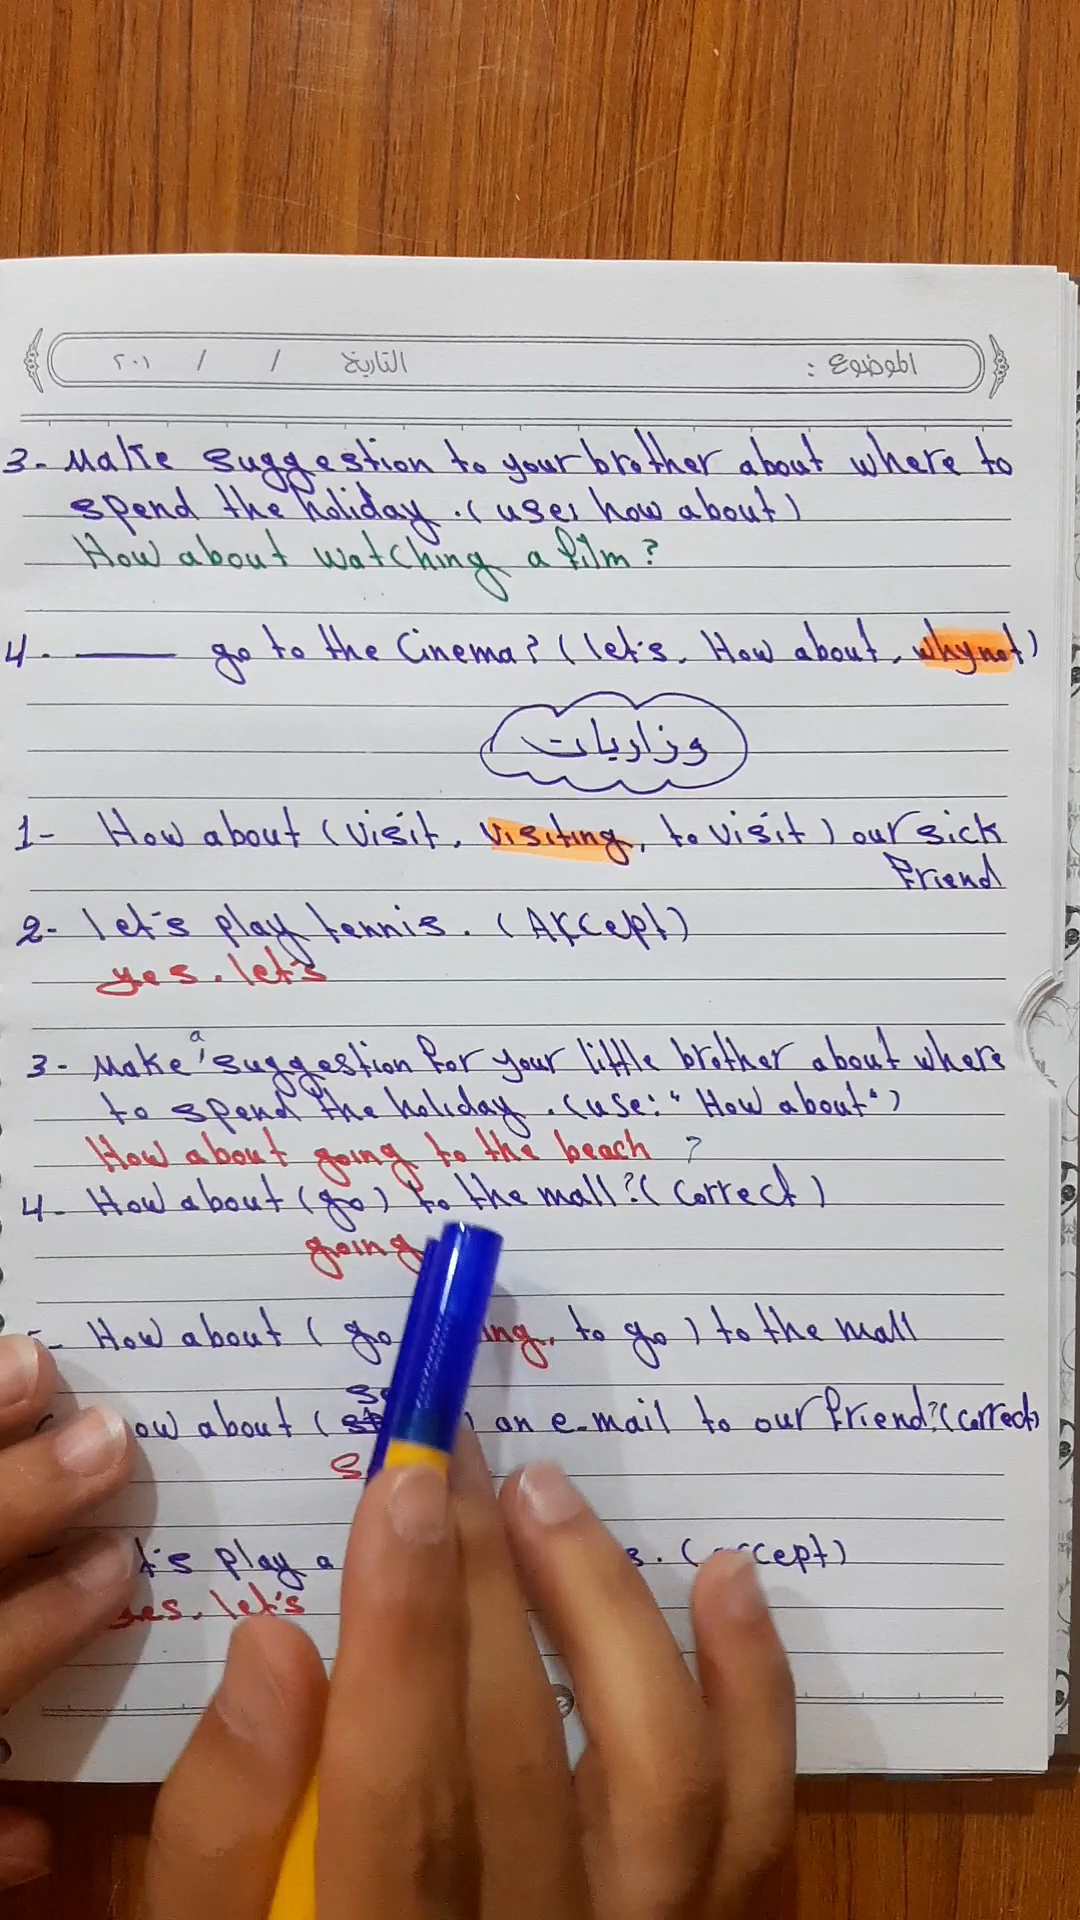 الموضوع : التاريخ / / ٢٠١
3- Make suggestion to your brother about where to
spend the holiday. (use, how about)
How about watching a film?
4. ____ go to the Cinema? (let's, How about, why not)
وزاريات
1- How about (visit, visiting, to visit) our sick
friend
2- let's play tennis. (Accept)
yes. let's
3- Make a suggestion for your little brother about where
to spend the holiday. (use: "How about")
How about going to the beach ?
4- How about (go) to the mall? (Correct)
going
How about ( go to go ) to the mall
about ( ) an e-mail to our friend? (correct)
play a
yes. let's